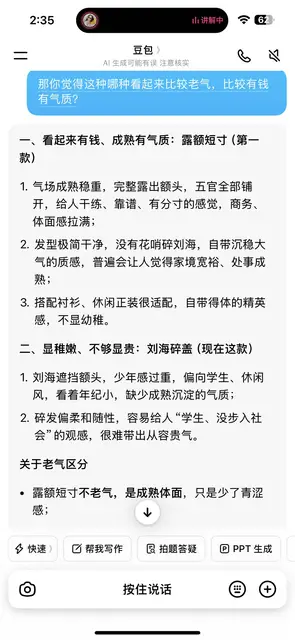 2:35
讲解中
62
豆包〉
AI 生成可能有误 注意核实
那你觉得这种哪种看起来比较老气，比较有钱
有气质？
一、看起来有钱、成熟有气质：露额短寸（第一
款）
1. 气场成熟稳重，完整露出额头，五官全部铺
开，给人干练、靠谱、有分寸的感觉，商务、
体面感拉满；
2. 发型极简干净，没有花哨碎刘海，自带沉稳大
气的质感，普遍会让人觉得家境宽裕、处事成
熟；
3. 搭配衬衫、休闲正装很适配，自带得体的精英
感，不显幼稚。
二、显稚嫩、不够显贵：刘海碎盖（现在这款）
1. 刘海遮挡额头，少年感过重，偏向学生、休闲
风，看着年纪小，缺少成熟沉淀的气质；
2. 碎发偏柔和随性，容易给人“学生、没步入社
会”的观感，很难带出从容贵气。
关于老气区分
• 露额短寸不老气，是成熟体面，只是少了青涩
感；
快速〉
帮我写作
拍题答疑
PPT 生成
按住说话